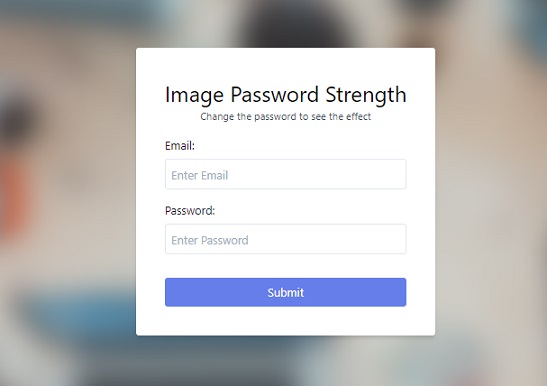 Image Password Strength
Change the password to see the effect
Email:
Enter Email
Password:
Enter Password
Submit